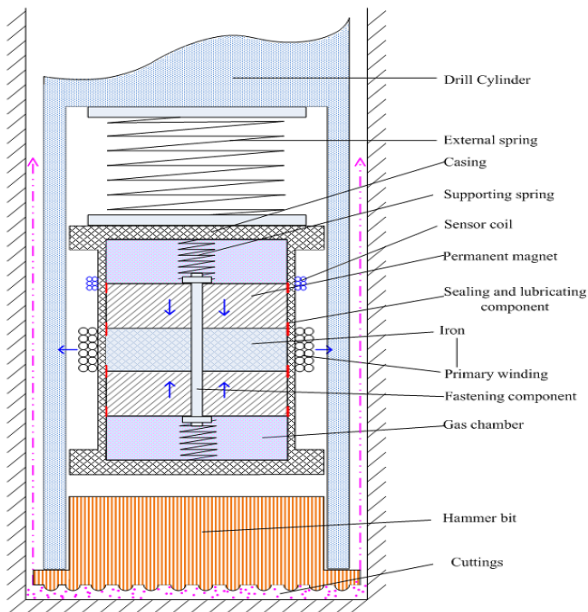 Drill Cylinder
External spring
Casing
Supporting spring
Sensor coil
Permanent magnet
Sealing and lubricating
component
Iron
Primary winding
Fastening component
Gas chamber
Hammer bit
Cuttings